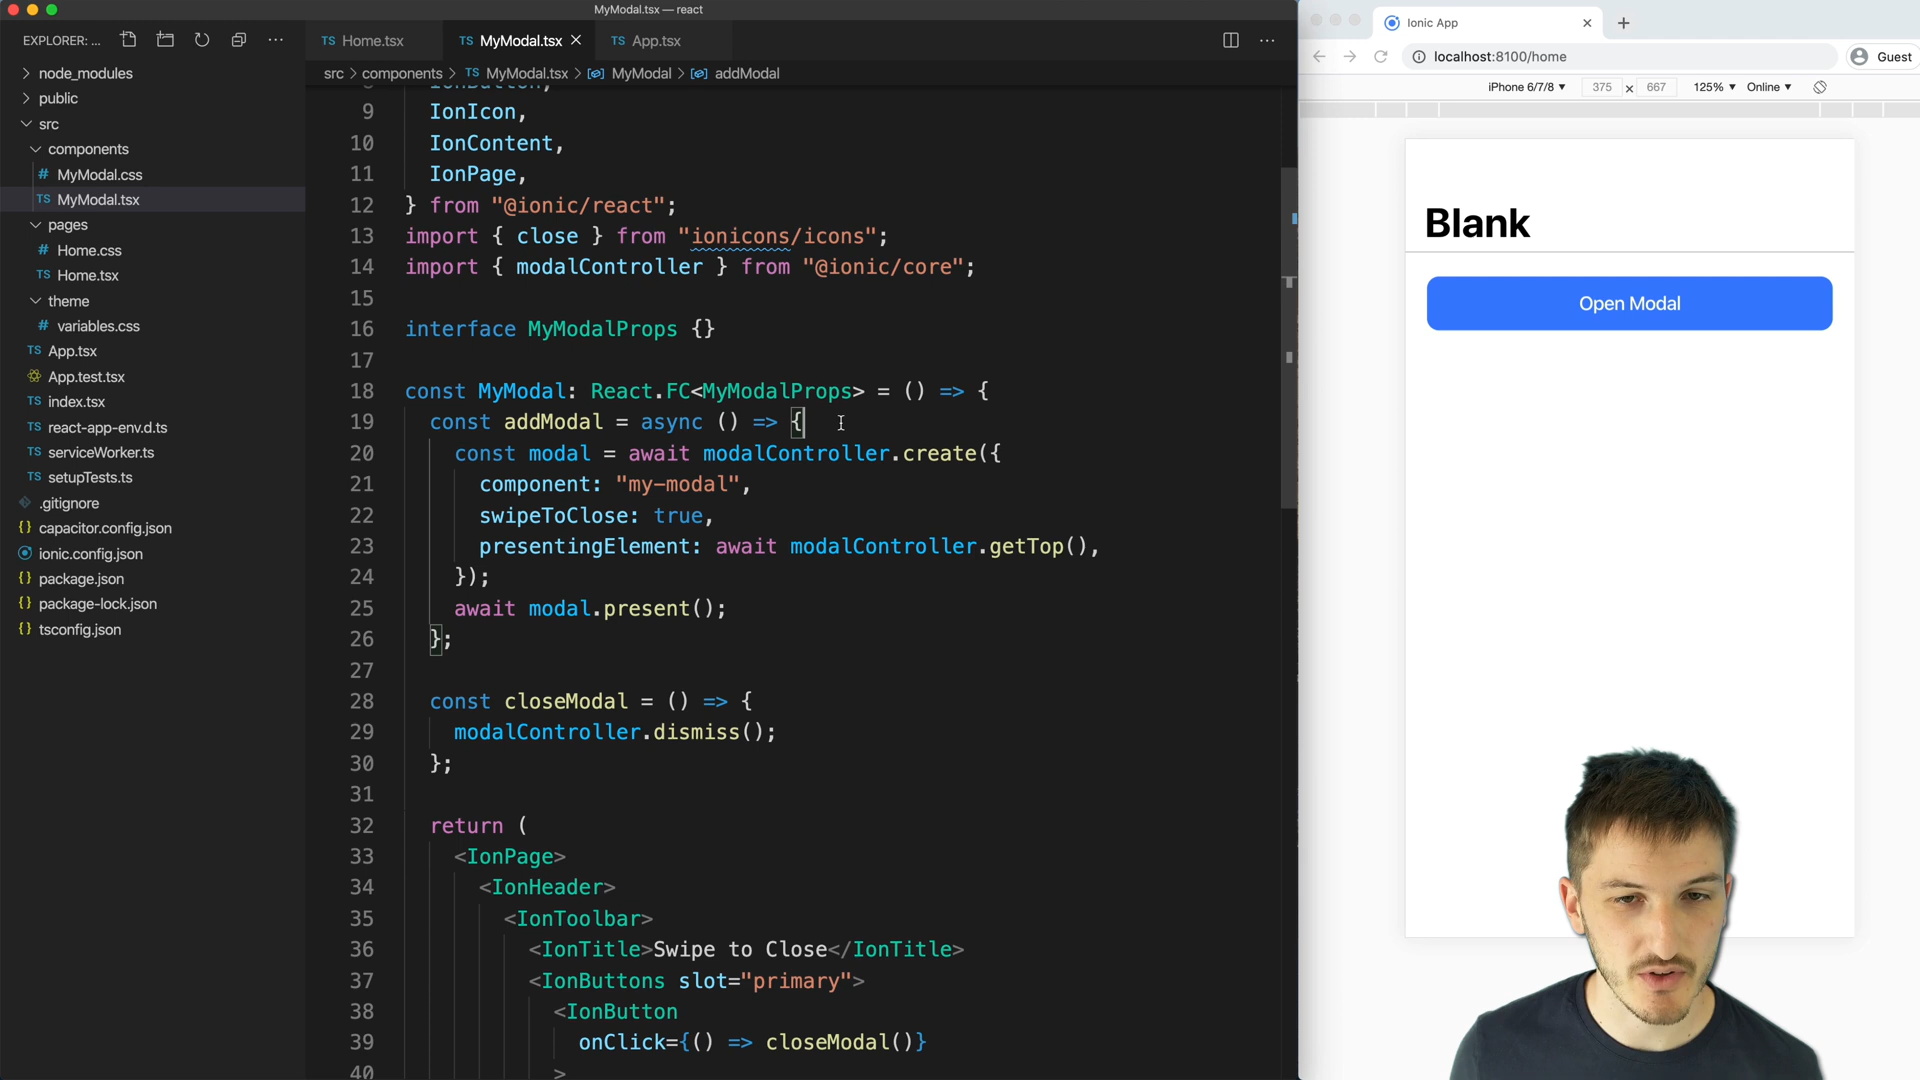 MyModal.tsx — react
EXPLORER: ...
node_modules
public
src
components
# MyModal.css
TS MyModal.tsx
pages
# Home.css
TS Home.tsx
theme
# variables.css
TS App.tsx
App.test.tsx
TS index.tsx
TS react-app-env.d.ts
TS serviceWorker.ts
TS setupTests.ts
.gitignore
{} capacitor.config.json
ionic.config.json
{} package.json
{} package-lock.json
{} tsconfig.json
TS Home.tsx
TS MyModal.tsx
TS App.tsx
src > components > TS MyModal.tsx > MyModal > addModal
IonButton,
9 IonIcon,
10 IonContent,
11 IonPage,
12 } from "@ionic/react";
13 import { close } from "ionicons/icons";
14 import { modalController } from "@ionic/core";
15
16 interface MyModalProps {}
17
18 const MyModal: React.FC<MyModalProps> = () => {
19 const addModal = async () => {
20 const modal = await modalController.create({
21 component: "my-modal",
22 swipeToClose: true,
23 presentingElement: await modalController.getTop(),
24 });
25 await modal.present();
26 };
27
28 const closeModal = () => {
29 modalController.dismiss();
30 };
31
32 return (
33 <IonPage>
34 <IonHeader>
35 <IonToolbar>
36 <IonTitle>Swipe to Close</IonTitle>
37 <IonButtons slot="primary">
38 <IonButton
39 onClick={() => closeModal()}
40 >
Ionic App
localhost:8100/home
Guest
iPhone 6/7/8 ▼ 375 x 667 125% ▼ Online ▼
Blank
Open Modal